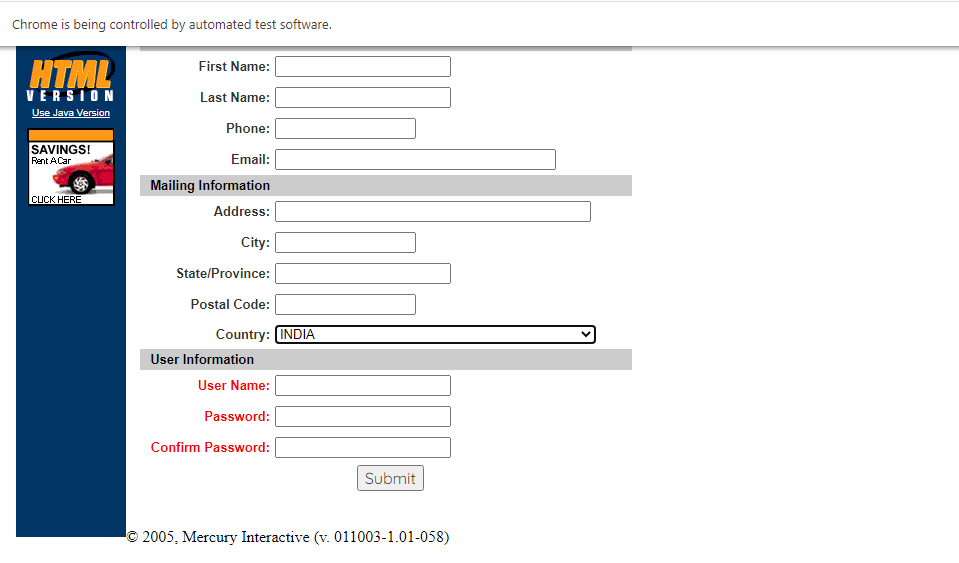 Chrome is being controlled by automated test software.
HTML
VERSION
Use Java Version
SAVINGS!
Rent A Car
CLICK HERE
First Name:
Last Name:
Phone:
Email:
Mailing Information
Address:
City:
State/Province:
Postal Code:
Country: INDIA
User Information
User Name:
Password:
Confirm Password:
Submit
© 2005, Mercury Interactive (v. 011003-1.01-058)